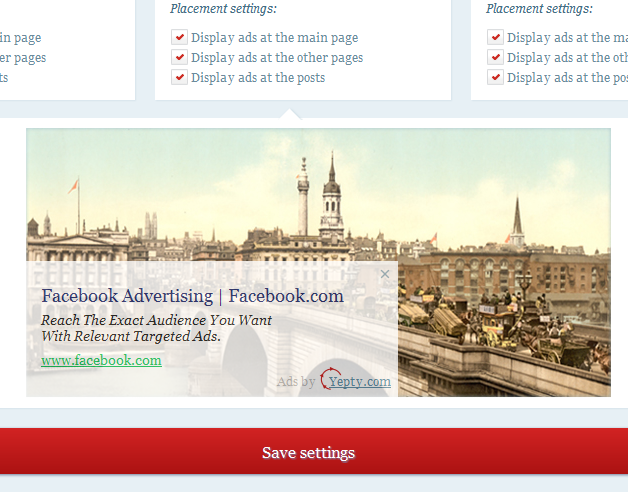 Placement settings:
Placement settings:
in page
Display ads at the main page
Display ads at the ma
er pages
Display ads at the other pages
Display ads at the oth
ts
Display ads at the posts
Display ads at the pos
Facebook Advertising | Facebook.com
Reach The Exact Audience You Want
With Relevant Targeted Ads.
www.facebook.com
Ads by Yepty.com
Save settings